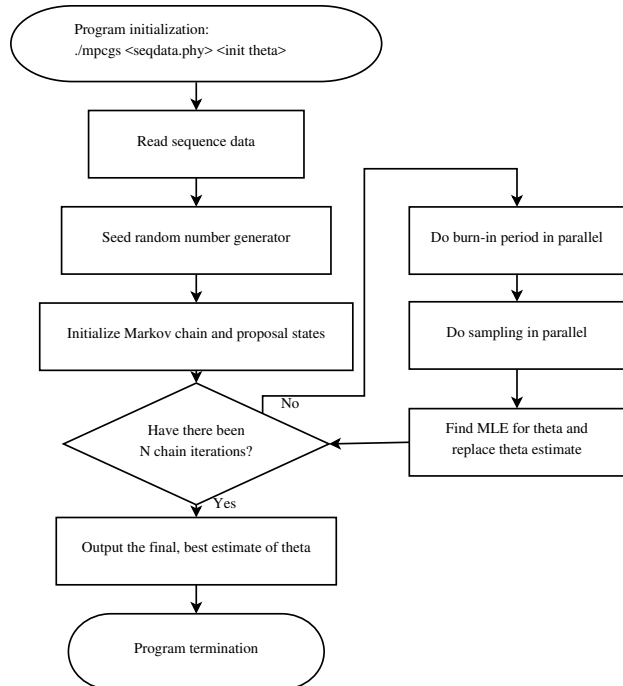 Program initialization:
./mpcgs <seqdata.phy> <init theta>
Read sequence data
Seed random number generator
Initialize Markov chain and proposal states
Have there been
N chain iterations?
No
Yes
Do burn-in period in parallel
Do sampling in parallel
Find MLE for theta and
replace theta estimate
Output the final, best estimate of theta
Program termination